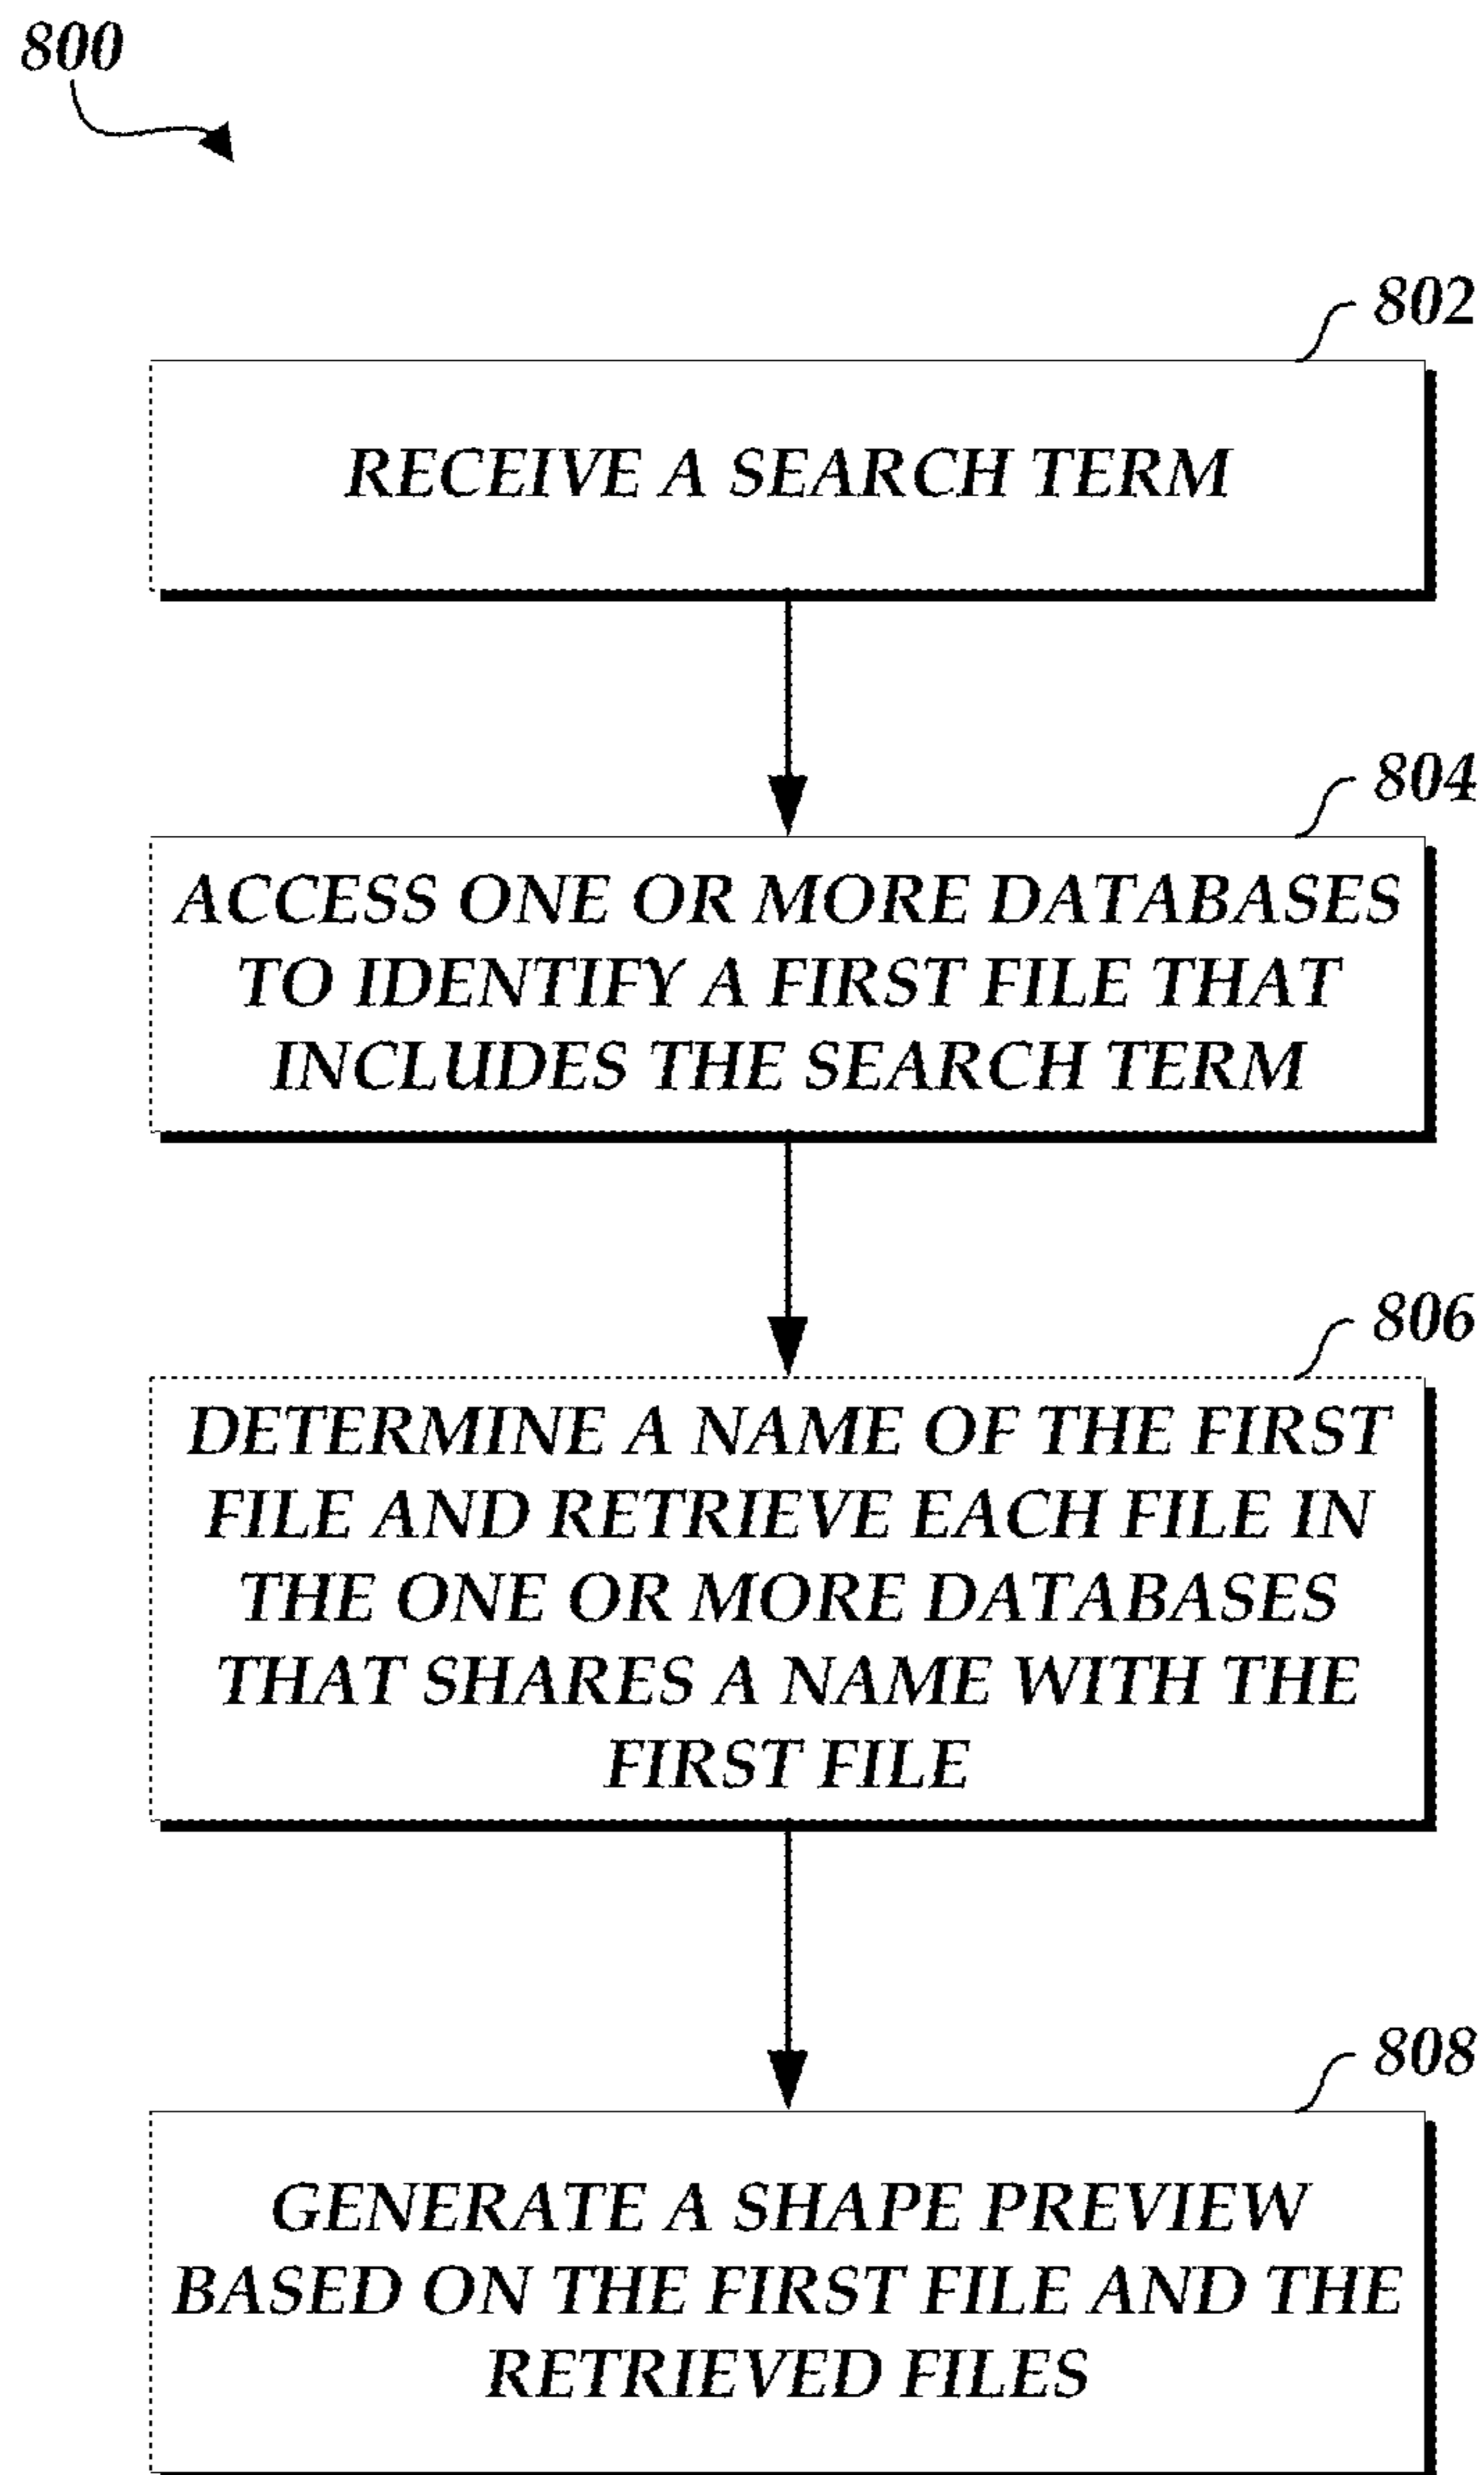 800
802
RECEIVE A SEARCH TERM
804
ACCESS ONE OR MORE DATABASES
TO IDENTIFY A FIRST FILE THAT
INCLUDES THE SEARCH TERM
806
DETERMINE A NAME OF THE FIRST
FILE AND RETRIEVE EACH FILE IN
THE ONE OR MORE DATABASES
THAT SHARES A NAME WITH THE
FIRST FILE
808
GENERATE A SHAPE PREVIEW
BASED ON THE FIRST FILE AND THE
RETRIEVED FILES